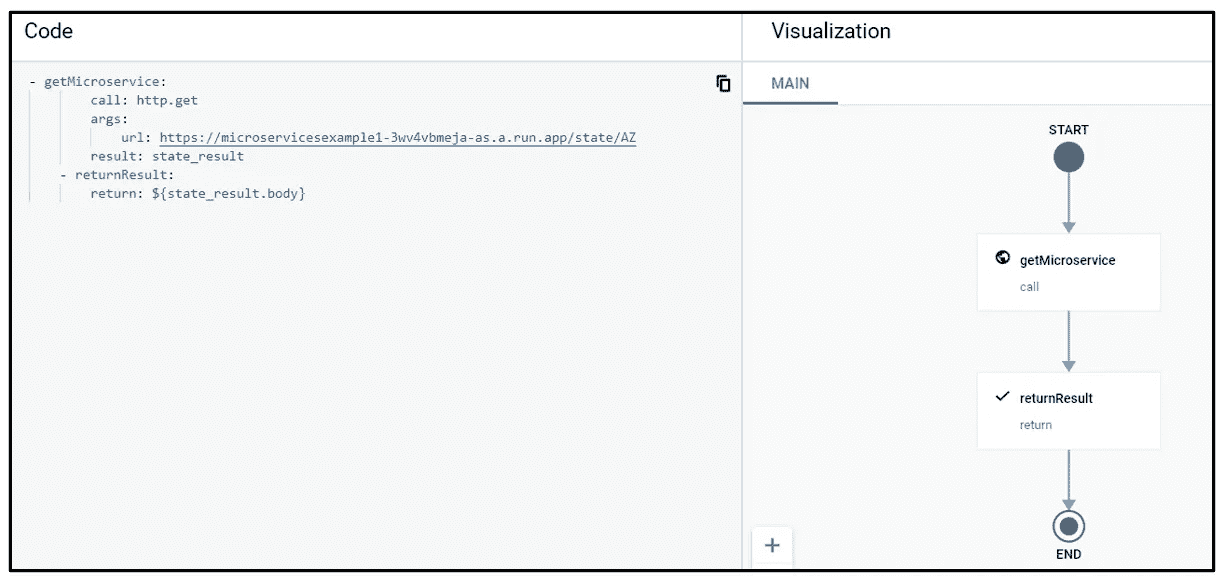 Code
- getMicroservice:
call: http.get
args:
url: https://microservicesexample1-3wv4vbmeja-as.a.run.app/state/AZ
result: state_result
- returnResult:
return: ${state_result.body}
Visualization
MAIN
START
getMicroservice
call
returnResult
return
END
+